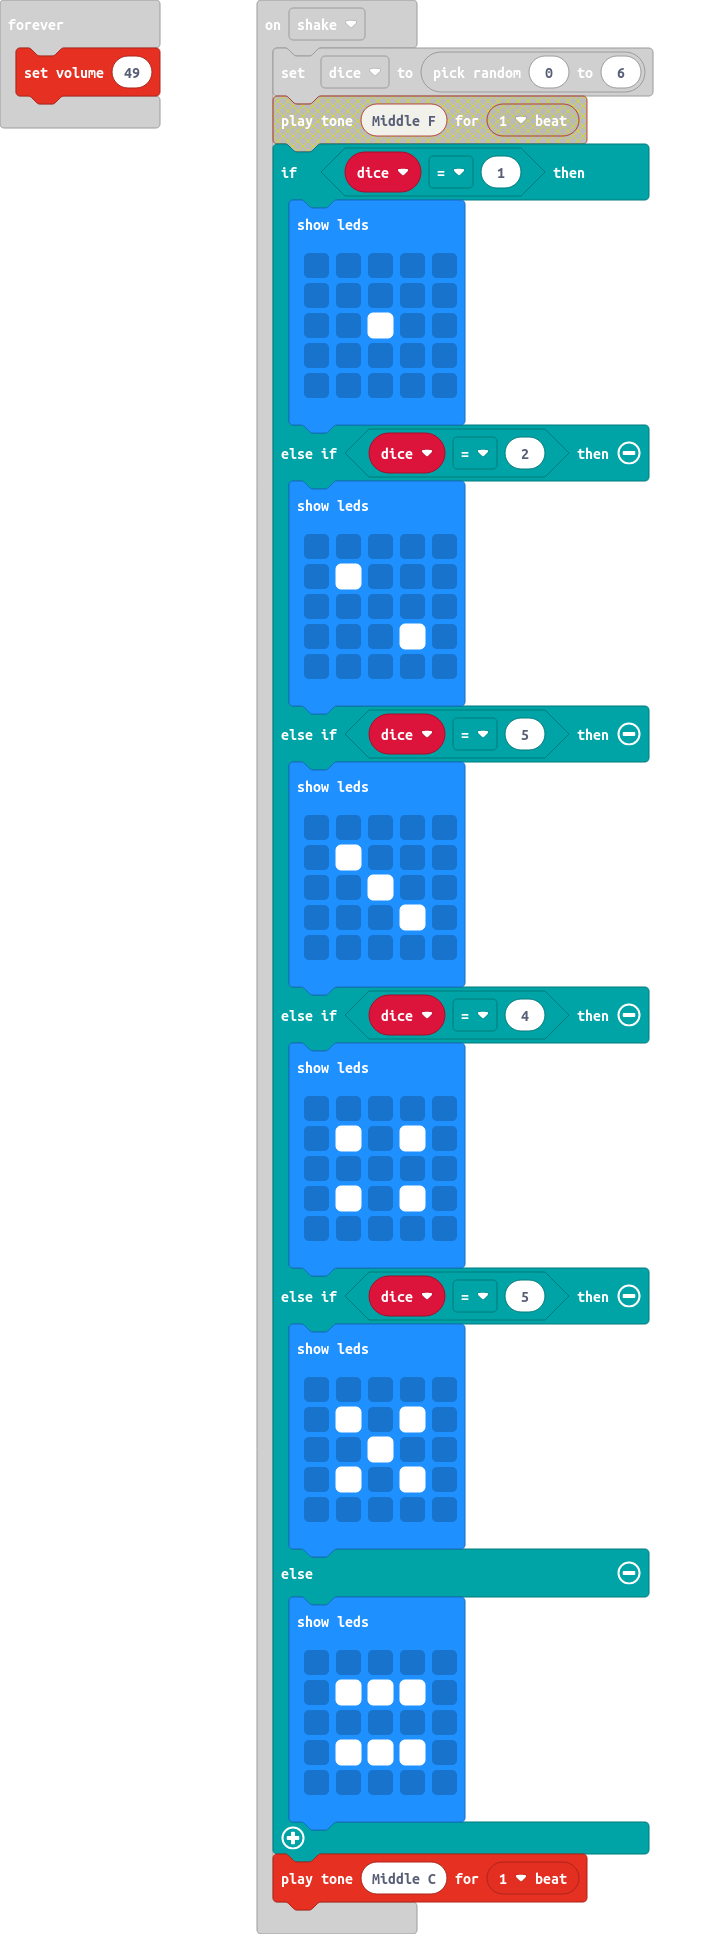 forever
set volume 49
on shake
set dice to pick random 0 to 6
play tone Middle F for 1 beat
if dice = 1 then
show leds
else if dice = 2 then
show leds
else if dice = 5 then
show leds
else if dice = 4 then
show leds
else if dice = 5 then
show leds
else
show leds
play tone Middle C for 1 beat